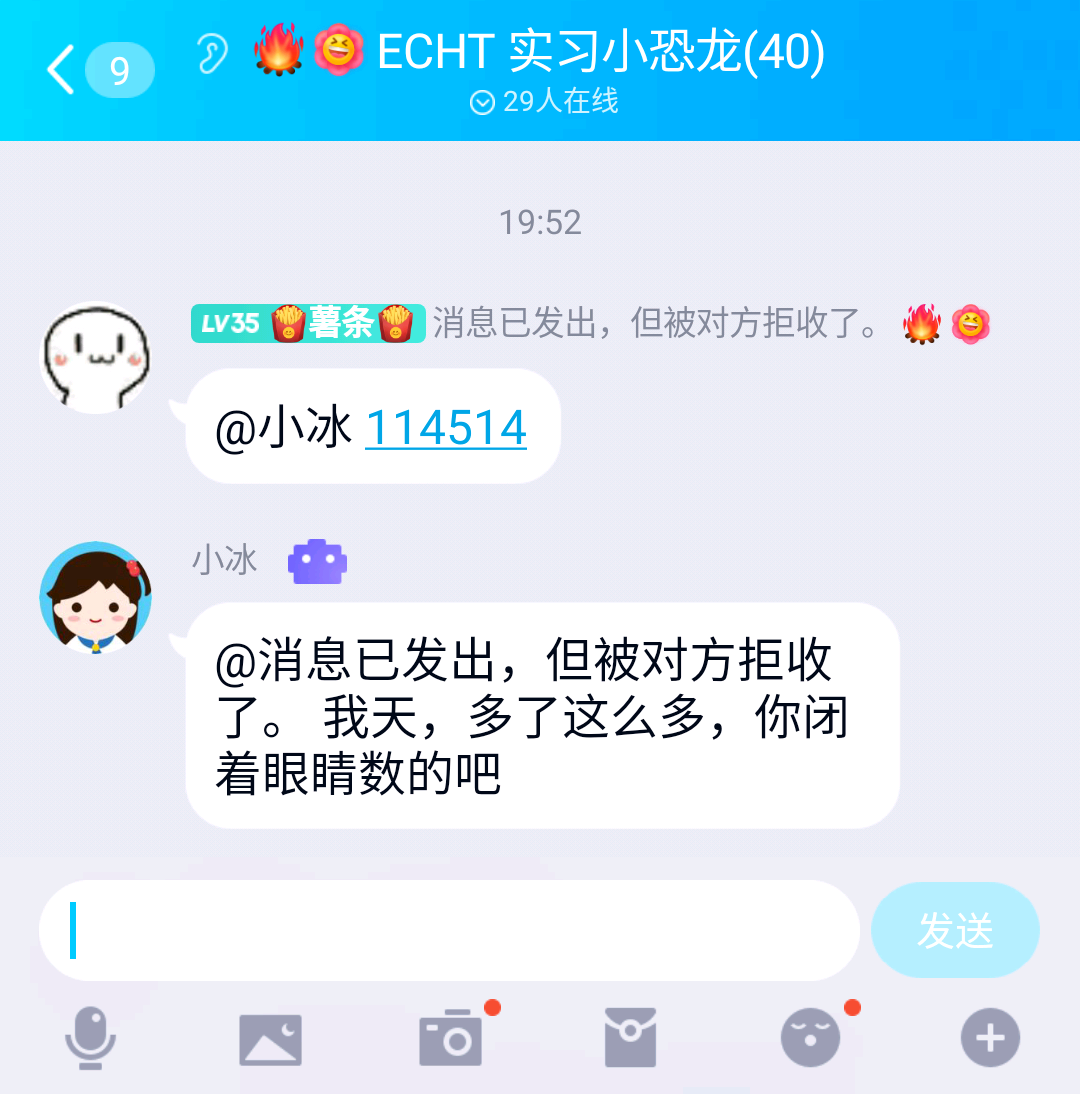 9
🔥🌸ECHT 实习小恐龙(40)
29人在线
19:52
LV35 🍟薯条🍟 消息已发出，但被对方拒收了。🔥🌸
@小冰 114514
小冰
@消息已发出，但被对方拒收
了。 我天，多了这么多，你闭
着眼睛数的吧
发送